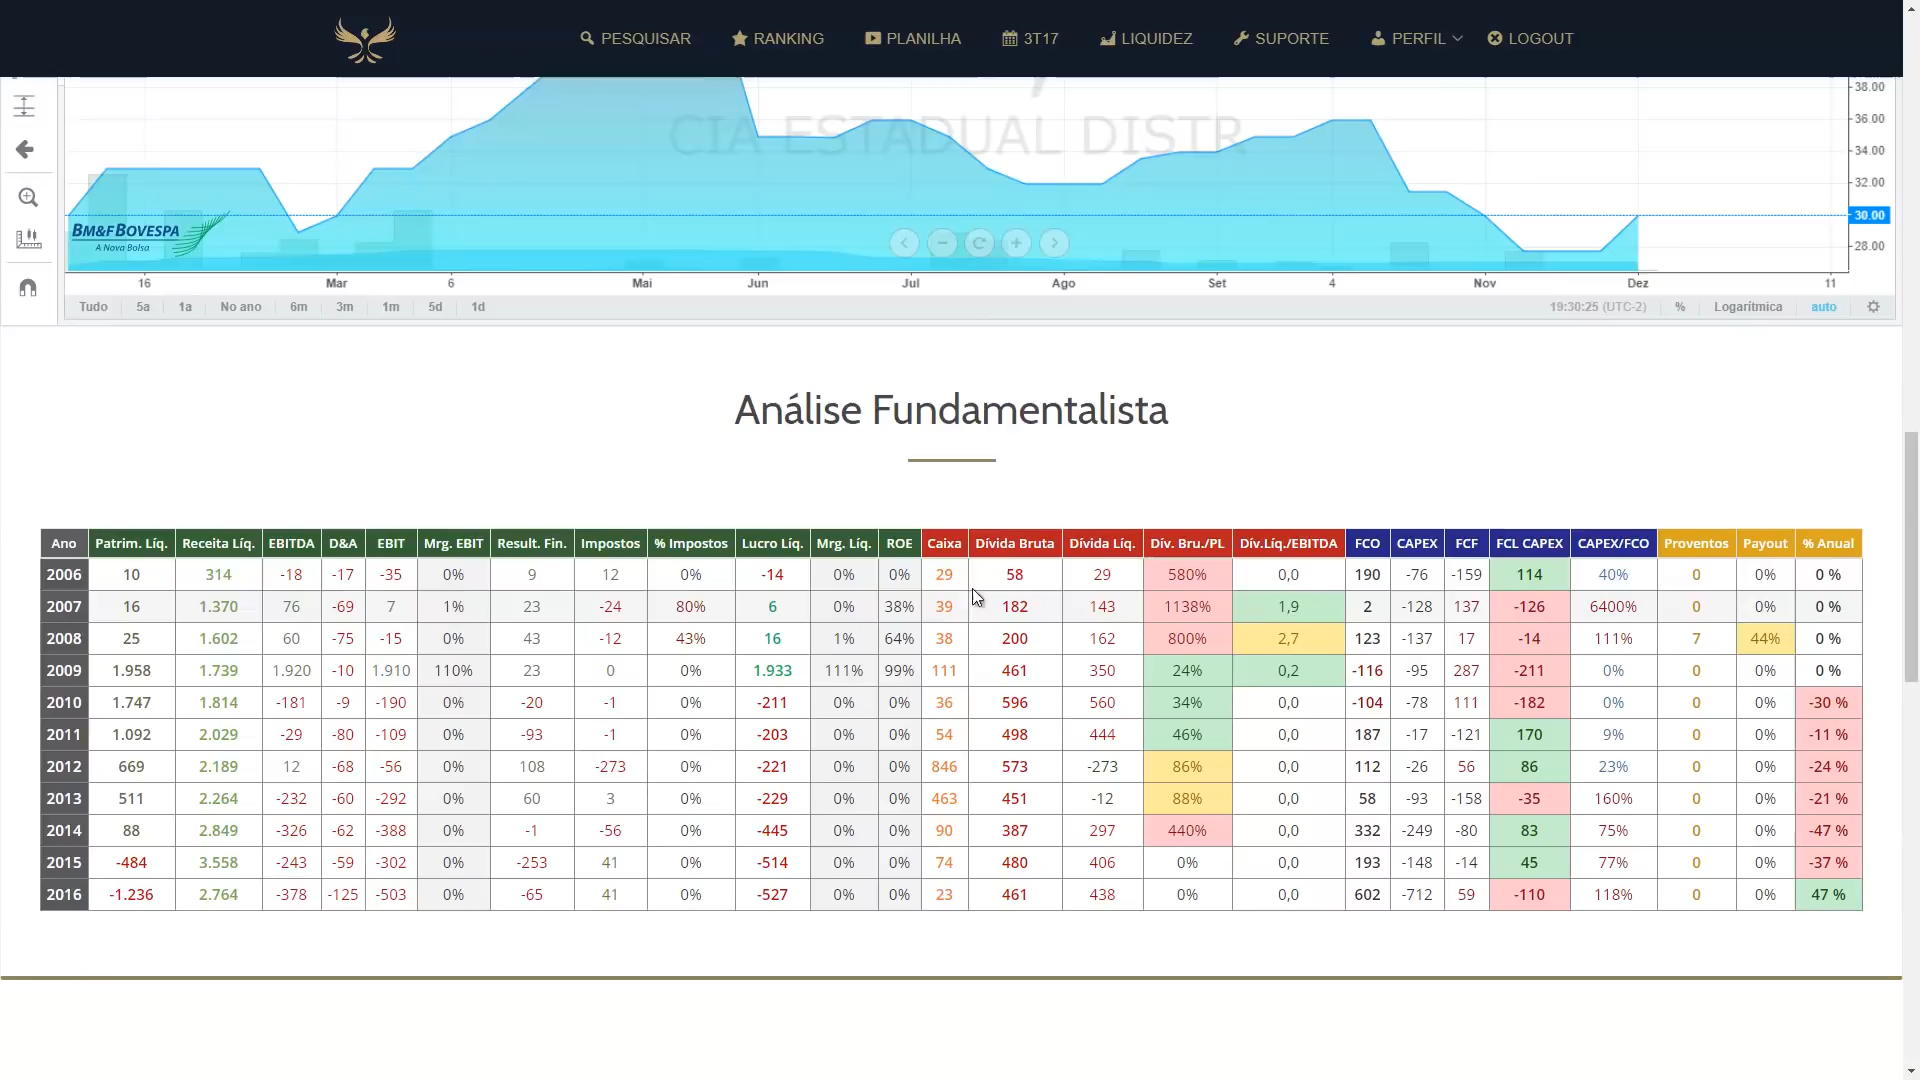 PESQUISAR RANKING PLANILHA 3T17 LIQUIDEZ SUPORTE PERFIL LOGOUT
38.00
36.00
CIA ESTADUAL DISTR
34.00
32.00
30.00
BM&FBOVESPA
A Nova Bolsa
28.00
16 Mar 6 Mai Jun Jul Ago Set 4 Nov Dez 11
Tudo 5a 1a No ano 6m 3m 1m 5d 1d 19:30:25 (UTC-2) % Logarítmica auto
Análise Fundamentalista
Ano Patrim. Líq. Receita Líq. EBITDA D&A EBIT Mrg. EBIT Result. Fin. Impostos % Impostos Lucro Líq. Mrg. Líq. ROE Caixa Dívida Bruta Dívida Líq. Dív. Bru./PL Dív.Líq./EBITDA FCO CAPEX FCF FCL CAPEX CAPEX/FCO Proventos Payout % Anual
2006 10 314 -18 -17 -35 0% 9 12 0% -14 0% 0% 29 58 29 580% 0,0 190 -76 -159 114 40% 0 0% 0 %
2007 16 1.370 76 -69 7 1% 23 -24 80% 6 0% 38% 39 182 143 1138% 1,9 2 -128 137 -126 6400% 0 0% 0 %
2008 25 1.602 60 -75 -15 0% 43 -12 43% 16 1% 64% 38 200 162 800% 2,7 123 -137 17 -14 111% 7 44% 0 %
2009 1.958 1.739 1.920 -10 1.910 110% 23 0 0% 1.933 111% 99% 111 461 350 24% 0,2 -116 -95 287 -211 0% 0 0% 0 %
2010 1.747 1.814 -181 -9 -190 0% -20 -1 0% -211 0% 0% 36 596 560 34% 0,0 -104 -78 111 -182 0% 0 0% -30 %
2011 1.092 2.029 -29 -80 -109 0% -93 -1 0% -203 0% 0% 54 498 444 46% 0,0 187 -17 -121 170 9% 0 0% -11 %
2012 669 2.189 12 -68 -56 0% 108 -273 0% -221 0% 0% 846 573 -273 86% 0,0 112 -26 56 86 23% 0 0% -24 %
2013 511 2.264 -232 -60 -292 0% 60 3 0% -229 0% 0% 463 451 -12 88% 0,0 58 -93 -158 -35 160% 0 0% -21 %
2014 88 2.849 -326 -62 -388 0% -1 -56 0% -445 0% 0% 90 387 297 440% 0,0 332 -249 -80 83 75% 0 0% -47 %
2015 -484 3.558 -243 -59 -302 0% -253 41 0% -514 0% 0% 74 480 406 0% 0,0 193 -148 -14 45 77% 0 0% -37 %
2016 -1.236 2.764 -378 -125 -503 0% -65 41 0% -527 0% 0% 23 461 438 0% 0,0 602 -712 59 -110 118% 0 0% 47 %